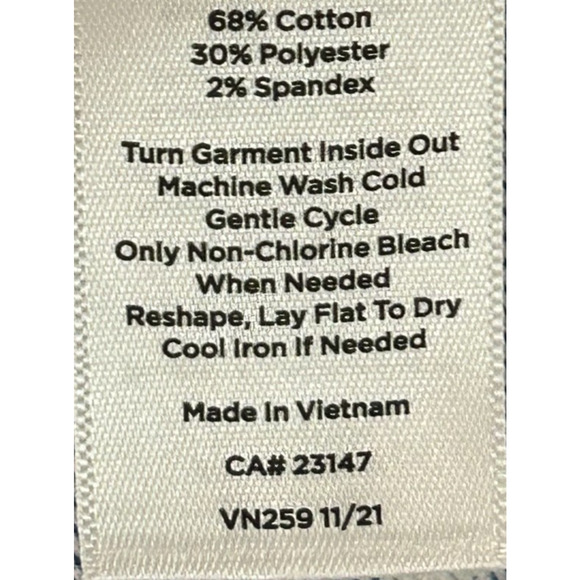 68% Cotton
30% Polyester
2% Spandex
Turn Garment Inside Out
Machine Wash Cold
Gentle Cycle
Only Non-Chlorine Bleach
When Needed
Reshape, Lay Flat To Dry
Cool Iron If Needed
Made In Vietnam
CA# 23147
VN259 11/21